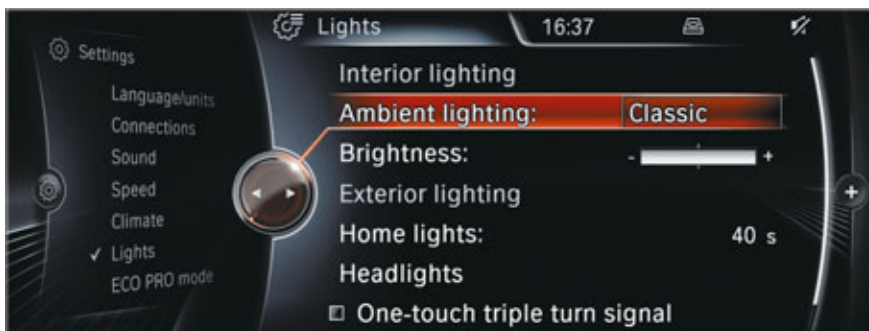 Lights 16:37
Settings
Language/units
Connections
Sound
Speed
Climate
✓ Lights
ECO PRO mode
Interior lighting
Ambient lighting: Classic
Brightness: - +
Exterior lighting
Home lights: 40 s
Headlights
One-touch triple turn signal
+